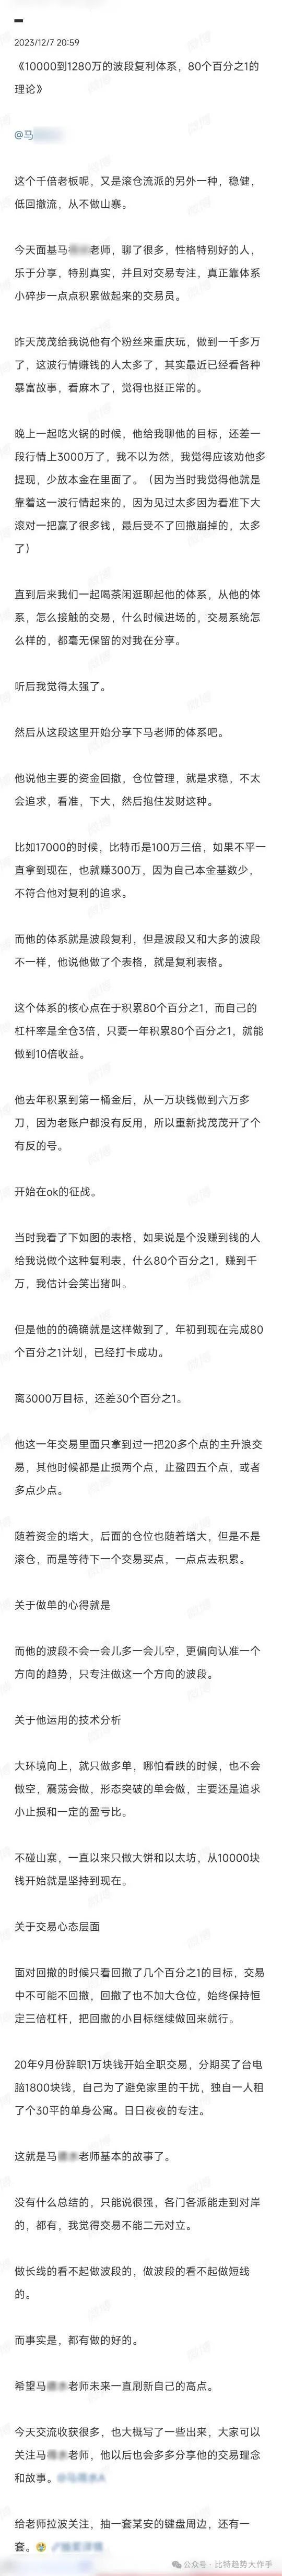 2023/12/7 20:59
《10000到1280万的波段复利体系，80个百分之1的
理论》
@马
这个千倍老板呢，又是滚仓流派的另外一种，稳健，
低回撤流，从不做山寨。
今天面基马老师，聊了很多，性格特别好的人，
乐于分享，特别真实，并且对交易专注，真正靠体系
小碎步一点点积累做起来的交易员。
昨天茂茂给我说他有个粉丝来重庆玩，做到一千多万
了，这波行情赚钱的人太多了，其实最近已经看各种
暴富故事，看麻木了，觉得也挺正常的。
晚上一起吃火锅的时候，他给我聊他的目标，还差一
段行情上3000万了，我不以为然，我觉得应该劝他多
提现，少放本金在里面了。（因为当时我觉得他就是
靠着这一波行情起来的，因为见过太多因为看准下大
滚对一把赢了很多钱，最后受不了回撤崩掉的，太多
了）
直到后来我们一起喝茶闲逛聊起他的体系，从他的体
系，怎么接触的交易，什么时候进场的，交易系统怎
么样的，都毫无保留的对我在分享。
听后我觉得太强了。
然后从这段这里开始分享下马老师的体系吧。
他说他主要的资金回撤，仓位管理，就是求稳，不太
会追求，看准，下大，然后抱住发财这种。
比如17000的时候，比特币是100万三倍，如果不平一
直拿到现在，也就赚300万，因为自己本金基数少，
不符合他对复利的追求。
而他的体系就是波段复利，但是波段又和大多的波段
不一样，他说他做了个表格，就是复利表格。
这个体系的核心点在于积累80个百分之1，而自己的
杠杆率是全仓3倍，只要一年积累80个百分之1，就能
做到10倍收益。
他去年积累到第一桶金后，从一万块钱做到六万多
刀，因为老账户都没有反用，所以重新找茂茂开了个
有反的号。
开始在ok的征战。
当时我看了下如图的表格，如果说是个没赚到钱的人
给我说做个这种复利表，什么80个百分之1，赚到千
万，我估计会笑出猪叫。
但是他的的确确就是这样做到了，年初到现在完成80
个百分之1计划，已经打卡成功。
离3000万目标，还差30个百分之1。
他这一年交易里面只拿到过一把20多个点的主升浪交
易，其他时候都是止损两个点，止盈四五个点，或者
多点少点。
随着资金的增大，后面的仓位也随着增大，但是不是
滚仓，而是等待下一个交易买点，一点点去积累。
关于做单的心得就是
而他的波段不会一会儿多一会儿空，更偏向认准一个
方向的趋势，只专注做这一个方向的波段。
关于他运用的技术分析
大环境向上，就只做多单，哪怕看跌的时候，也不会
做空，震荡会做，形态突破的单会做，主要还是追求
小止损和一定的盈亏比。
不碰山寨，一直以来只做大饼和以太坊，从10000块
钱开始就是坚持到现在。
关于交易心态层面
面对回撤的时候只看回撤了几个百分之1的目标，交易
中不可能不回撤，回撤了也不加大仓位，始终保持恒
定三倍杠杆，把回撤的小目标继续做回来就行。
20年9月份辞职1万块钱开始全职交易，分期买了台电
脑1800块钱，自己为了避免家里的干扰，独自一人租
了个30平的单身公寓。日日夜夜的专注。
这就是马老师基本的故事了。
没有什么总结的，只能说很强，各门各派能走到对岸
的，都有，我觉得交易不能二元对立。
做长线的看不起做波段的，做波段的看不起做短线
的。
而事实是，都有做的好的。
希望马老师未来一直刷新自己的高点。
今天交流收获很多，也大概写了一些出来，大家可以
关注马老师，他以后也会多多分享他的交易理念
和故事。
给老师拉波关注，抽一套某安的键盘周边，还有一
套。
公众号 · 比特趋势大作手